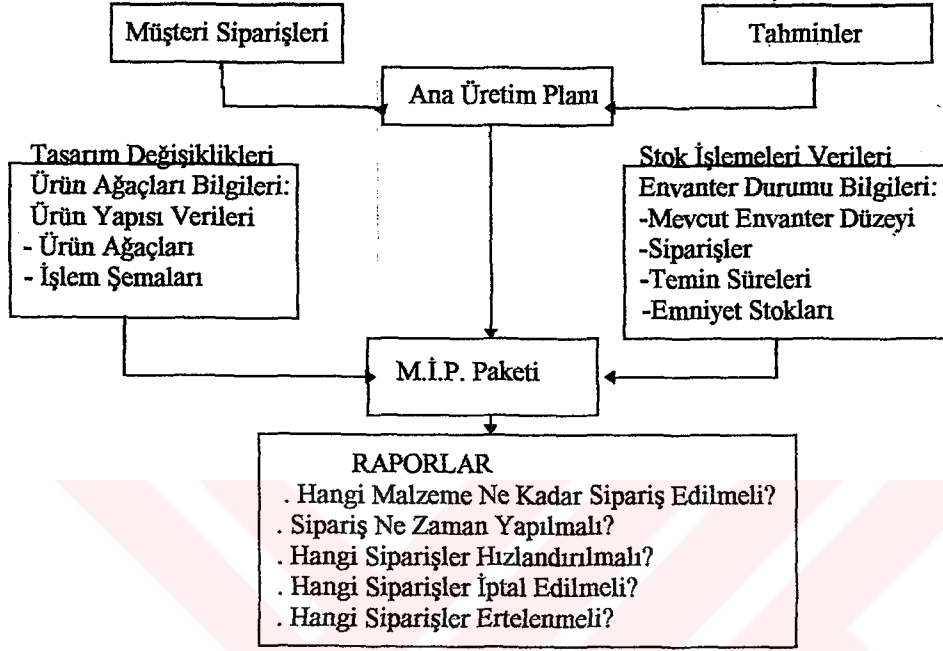 Müşteri Siparişleri
Tahminler
Ana Üretim Planı
Tasarım Değişiklikleri
Ürün Ağaçları Bilgileri:
Ürün Yapısı Verileri
- Ürün Ağaçları
- İşlem Şemaları
Stok İşlemeleri Verileri
Envanter Durumu Bilgileri:
-Mevcut Envanter Düzeyi
-Siparişler
-Temin Süreleri
-Emniyet Stokları
M.İ.P. Paketi
RAPORLAR
. Hangi Malzeme Ne Kadar Sipariş Edilmeli?
. Sipariş Ne Zaman Yapılmalı?
. Hangi Siparişler Hızlandırılmalı?
. Hangi Siparişler İptal Edilmeli?
. Hangi Siparişler Ertelenmeli?